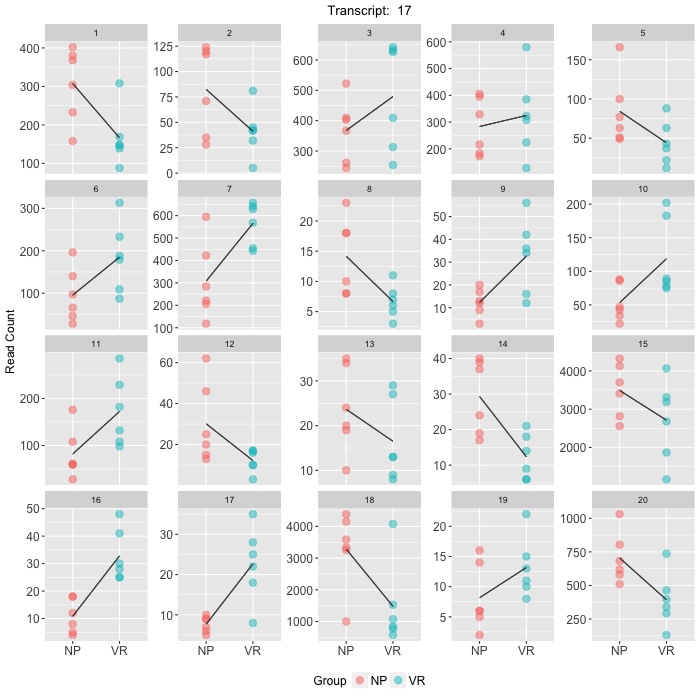 Transcript: 17
1 2 3 4 5
400 300 200 100
125 100 75 50 25 0
600 500 400 300
600 500 400 300 200
150 100 50
6 7 8 9 10
300 200 100
600 500 400 300 200 100
20 15 10 5
50 40 30 20 10
200 150 100 50
Read Count
11 12 13 14 15
200 100
60 40 20
30 20 10
40 30 20 10
4000 3000 2000
16 17 18 19 20
50 40 30 20 10
30 20 10
4000 3000 2000 1000
20 15 10 5
1000 750 500 250
NP VR NP VR NP VR NP VR NP VR
Group NP VR